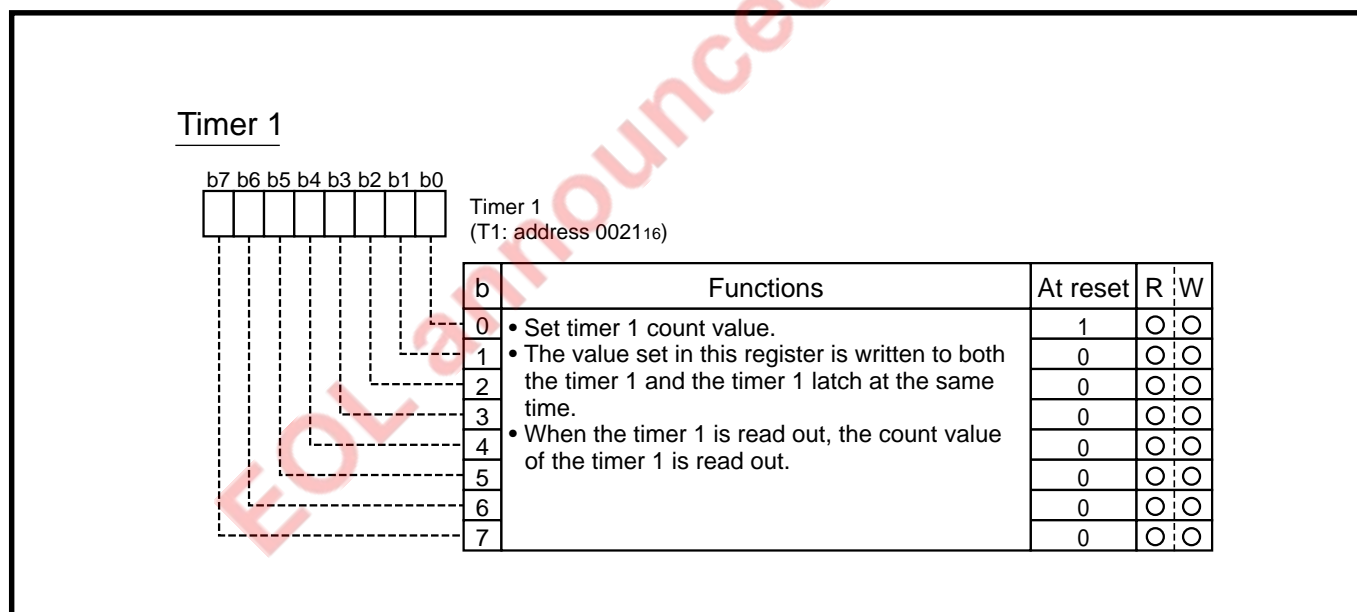 EOL announce
Timer 1
b7 b6 b5 b4 b3 b2 b1 b0
Timer 1
(T1: address 002116)
b Functions At reset R W
0 • Set timer 1 count value. 1 O O
1 • The value set in this register is written to both 0 O O
2 the timer 1 and the timer 1 latch at the same 0 O O
3 time. 0 O O
4 • When the timer 1 is read out, the count value 0 O O
5 of the timer 1 is read out. 0 O O
6 0 O O
7 0 O O